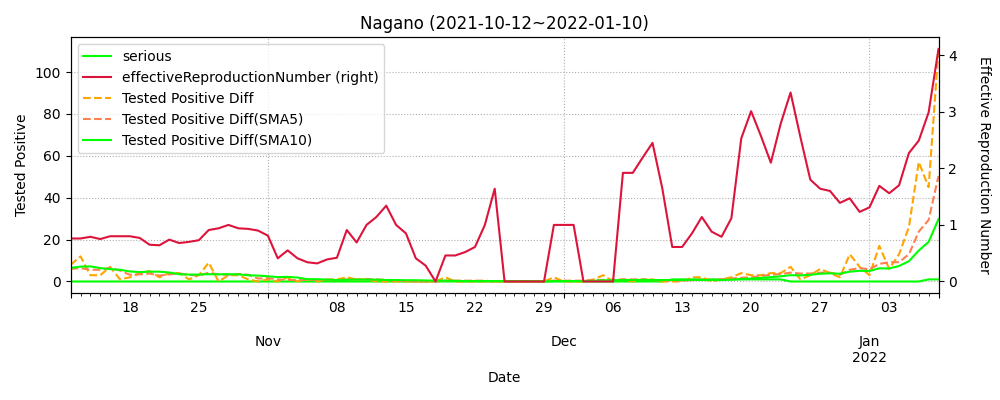 Nagano (2021-10-12~2022-01-10)
serious
effectiveReproductionNumber (right)
Tested Positive Diff
Tested Positive Diff(SMA5)
Tested Positive Diff(SMA10)
Tested Positive
100
80
60
40
20
0
4
3
2
1
0
Effective Reproduction Number
18 25 08 15 22 29 06 13 20 27 03
Nov Dec Jan
2022
Date